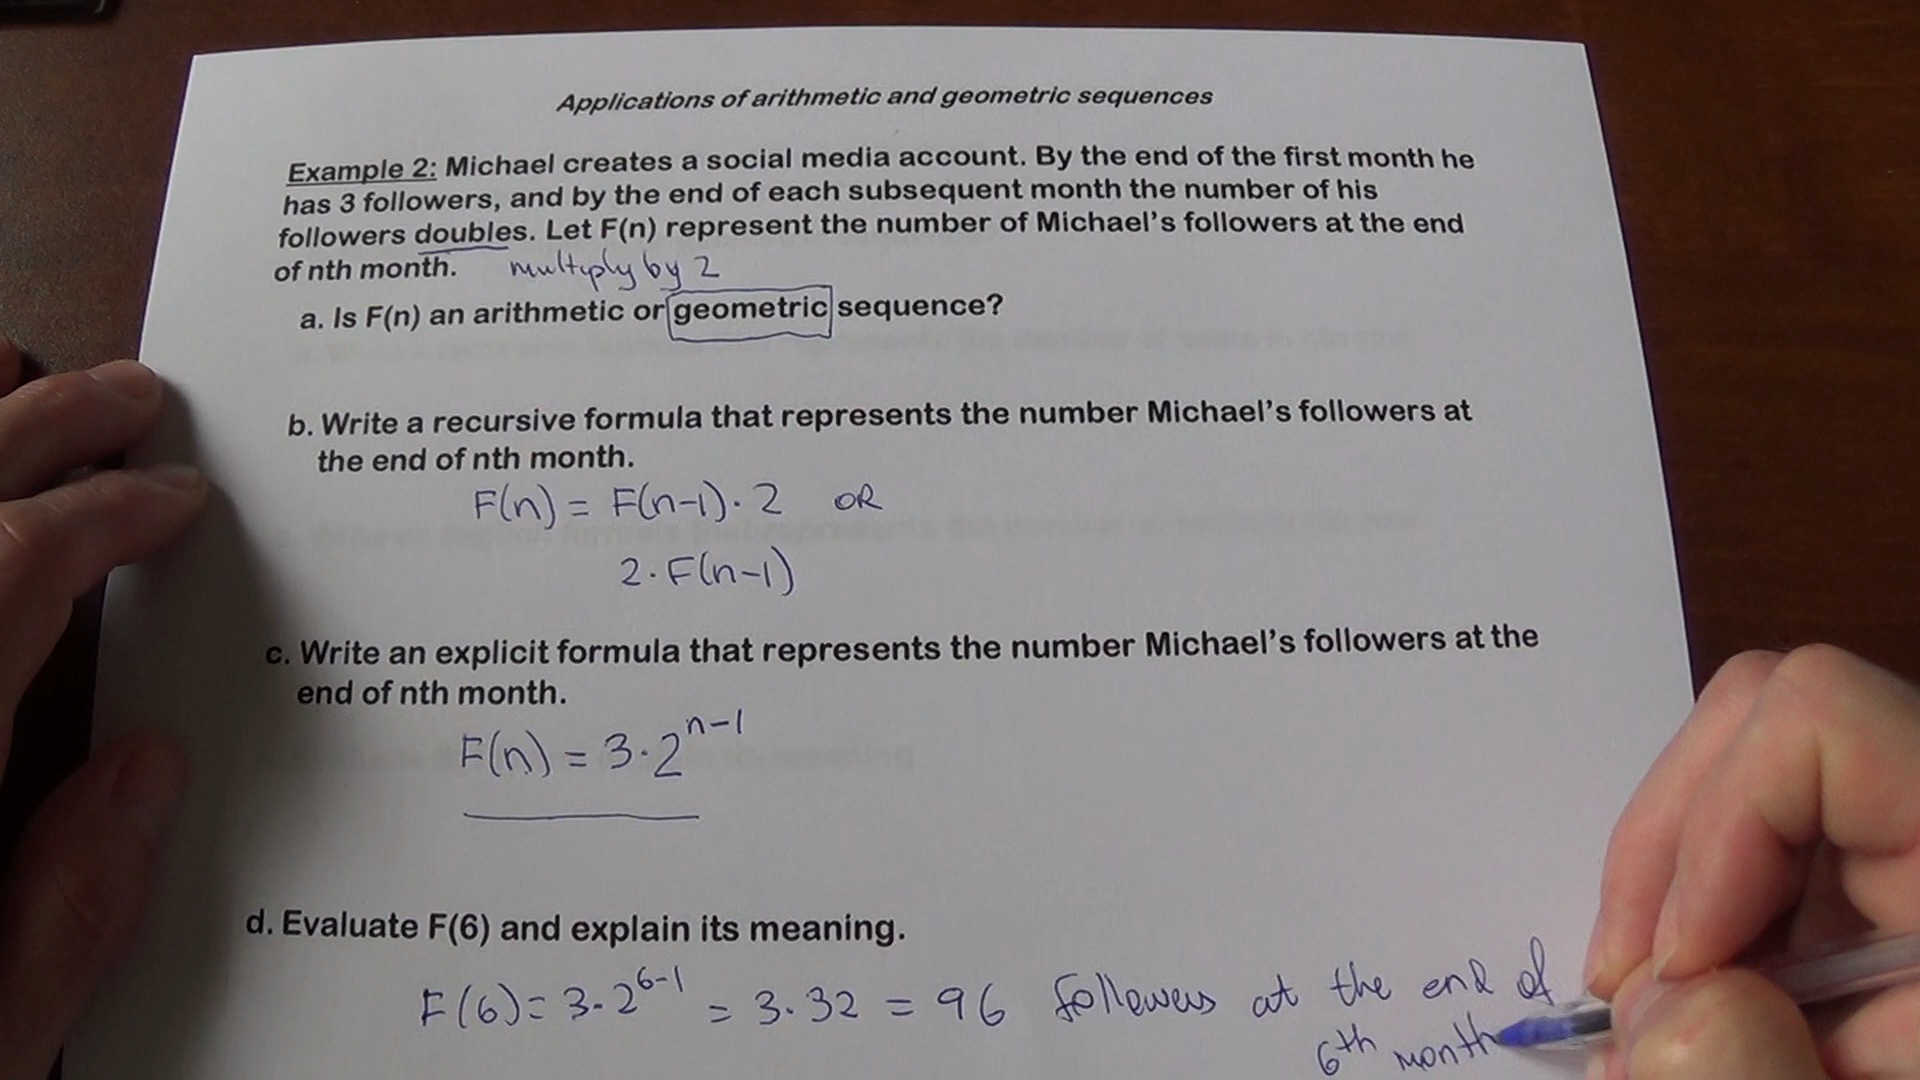 Applications of arithmetic and geometric sequences
Example 2: Michael creates a social media account. By the end of the first month he
has 3 followers, and by the end of each subsequent month the number of his
followers doubles. Let F(n) represent the number of Michael's followers at the end
of nth month. multiply by 2
a. Is F(n) an arithmetic or geometric sequence?
b. Write a recursive formula that represents the number Michael's followers at
the end of nth month.
F(n) = F(n-1)·2 OR
2·F(n-1)
c. Write an explicit formula that represents the number Michael's followers at the
end of nth month.
F(n) = 3·2^{n-1}
d. Evaluate F(6) and explain its meaning.
F(6) = 3·2^{6-1} = 3·32 = 96 followers at the end of
6th month